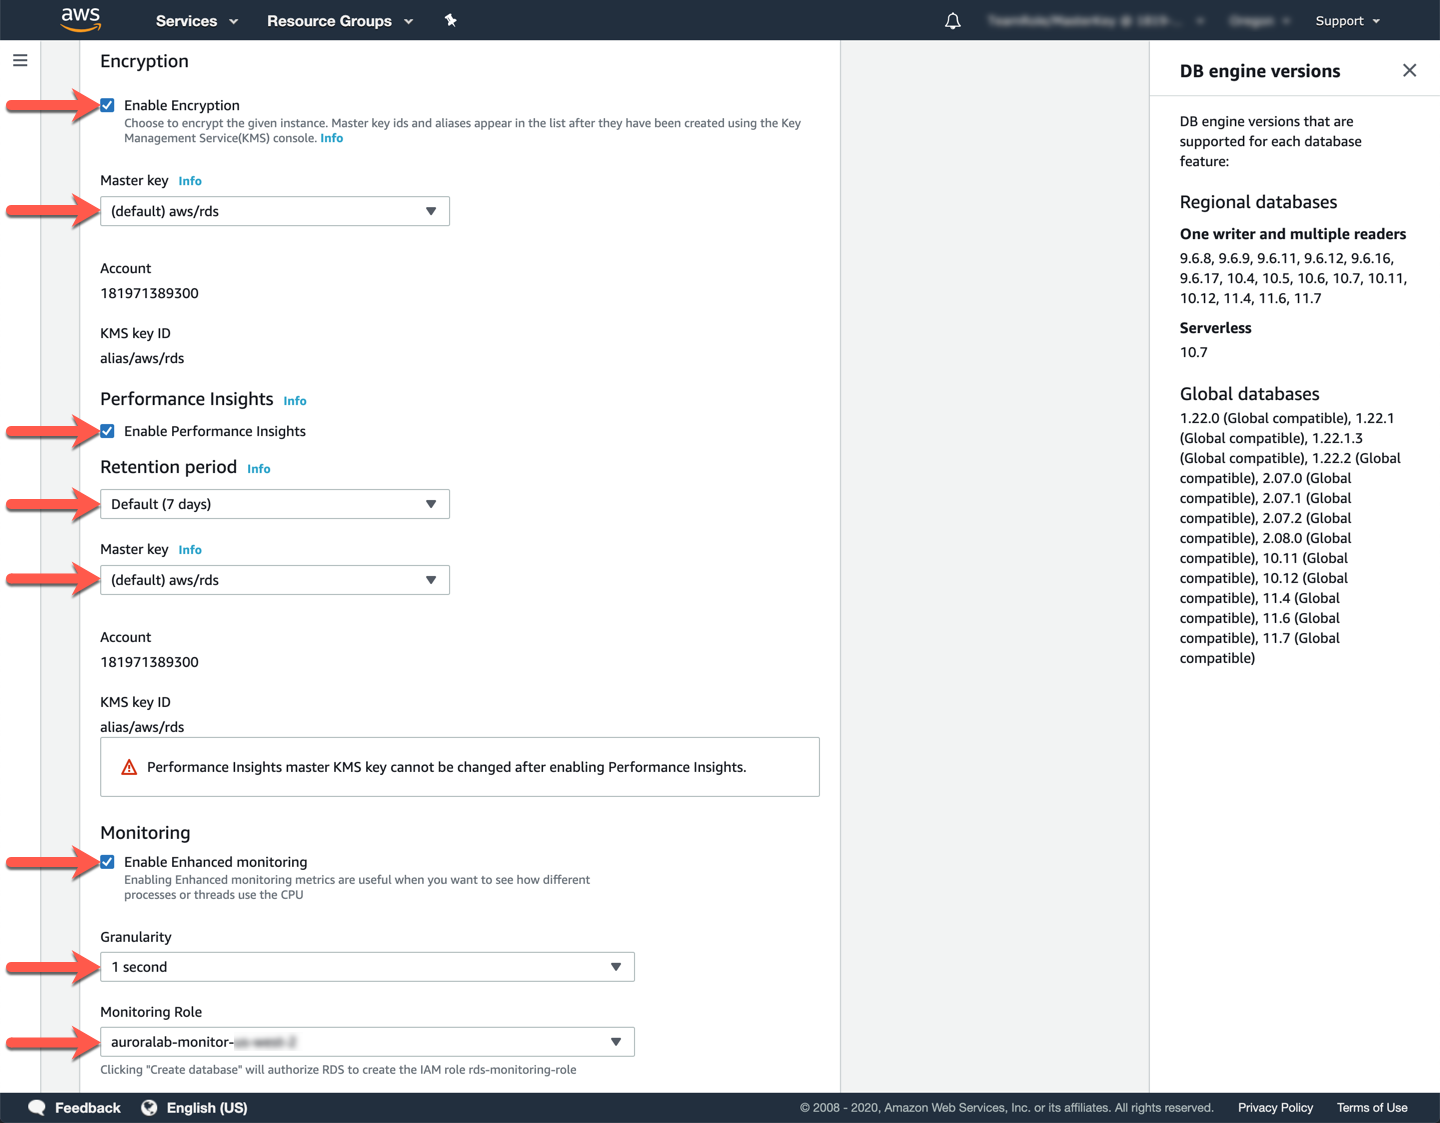 aws
Services
Resource Groups
Support
Encryption
Enable Encryption
Choose to encrypt the given instance. Master key ids and aliases appear in the list after they have been created using the Key
Management Service(KMS) console. Info
Master key Info
(default) aws/rds
Account
181971389300
KMS key ID
alias/aws/rds
Performance Insights Info
Enable Performance Insights
Retention period Info
Default (7 days)
Master key Info
(default) aws/rds
Account
181971389300
KMS key ID
alias/aws/rds
Performance Insights master KMS key cannot be changed after enabling Performance Insights.
Monitoring
Enable Enhanced monitoring
Enabling Enhanced monitoring metrics are useful when you want to see how different
processes or threads use the CPU
Granularity
1 second
Monitoring Role
auroralab-monitor-
Clicking "Create database" will authorize RDS to create the IAM role rds-monitoring-role
DB engine versions
DB engine versions that are
supported for each database
feature:
Regional databases
One writer and multiple readers
9.6.8, 9.6.9, 9.6.11, 9.6.12, 9.6.16,
9.6.17, 10.4, 10.5, 10.6, 10.7, 10.11,
10.12, 11.4, 11.6, 11.7
Serverless
10.7
Global databases
1.22.0 (Global compatible), 1.22.1
(Global compatible), 1.22.1.3
(Global compatible), 1.22.2 (Global
compatible), 2.07.0 (Global
compatible), 2.07.1 (Global
compatible), 2.07.2 (Global
compatible), 2.08.0 (Global
compatible), 10.11 (Global
compatible), 10.12 (Global
compatible), 11.4 (Global
compatible), 11.6 (Global
compatible), 11.7 (Global
compatible)
Feedback
English (US)
© 2008 - 2020, Amazon Web Services, Inc. or its affiliates. All rights reserved.
Privacy Policy
Terms of Use